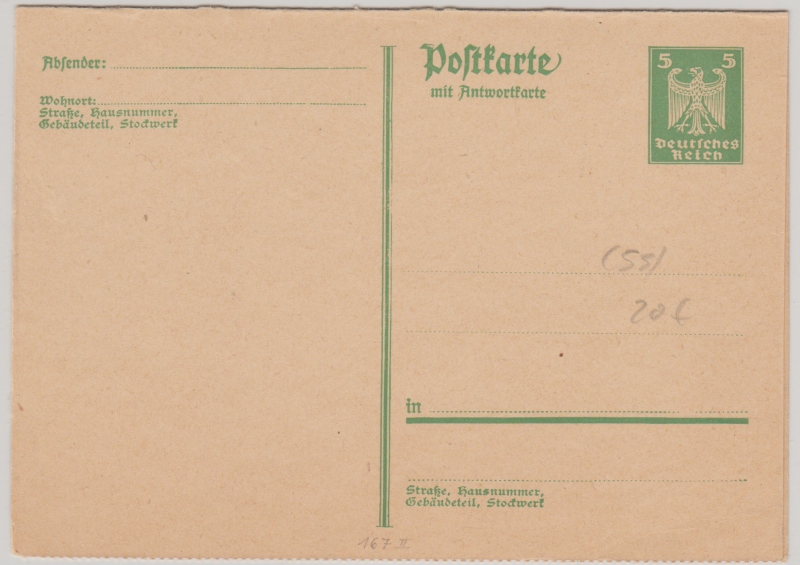 Absender:
Wohnort:
Straße, Hausnummer,
Gebäudeteil, Stockwerk
Postkarte
mit Antwortkarte
5 5
Deutsches
Reich
(55)
20 €
in
Straße, Hausnummer,
Gebäudeteil, Stockwerk
167 II